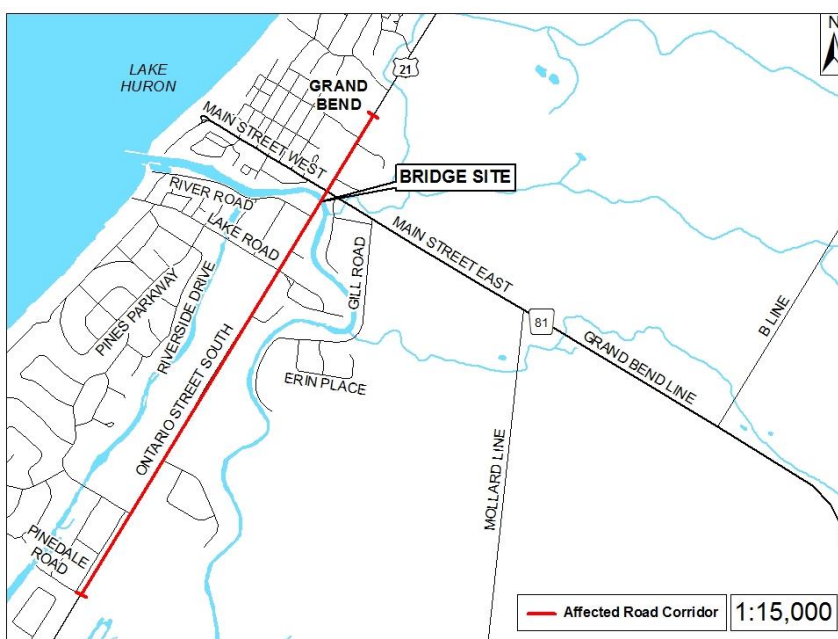 N
LAKE
HURON
21
GRAND
BEND
MAIN STREET WEST
BRIDGE SITE
RIVER ROAD
LAKE ROAD
MAIN STREET EAST
GILL ROAD
PINES PARKWAY
RIVERSIDE DRIVE
81
B LINE
GRAND BEND LINE
ERIN PLACE
ONTARIO STREET SOUTH
MOLLARD LINE
PINEDALE
ROAD
Affected Road Corridor
1:15,000